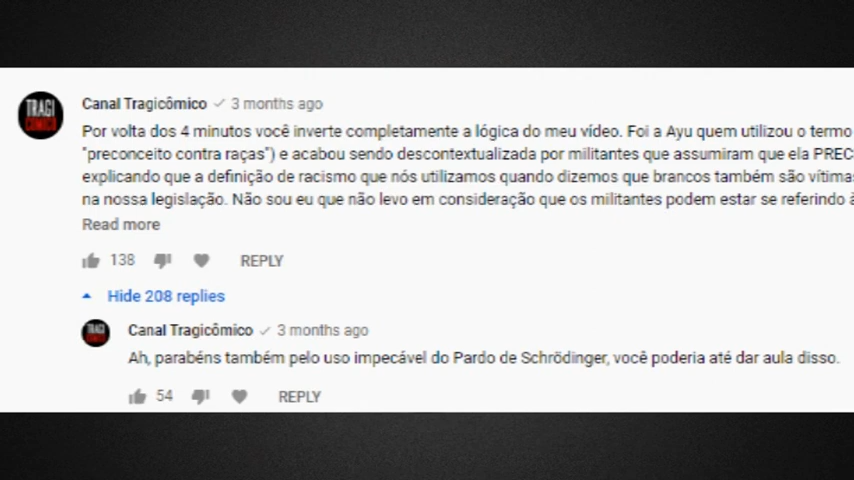 TRAGI
CÔMICO
Canal Tragicômico ✓ 3 months ago
Por volta dos 4 minutos você inverte completamente a lógica do meu vídeo. Foi a Ayu quem utilizou o termo
"preconceito contra raças") e acabou sendo descontextualizada por militantes que assumiram que ela PREC
explicando que a definição de racismo que nós utilizamos quando dizemos que brancos também são vítimas
na nossa legislação. Não sou eu que não levo em consideração que os militantes podem estar se referindo à
Read more
138 REPLY
Hide 208 replies
Canal Tragicômico ✓ 3 months ago
Ah, parabéns também pelo uso impecável do Pardo de Schrödinger, você poderia até dar aula disso.
54 REPLY